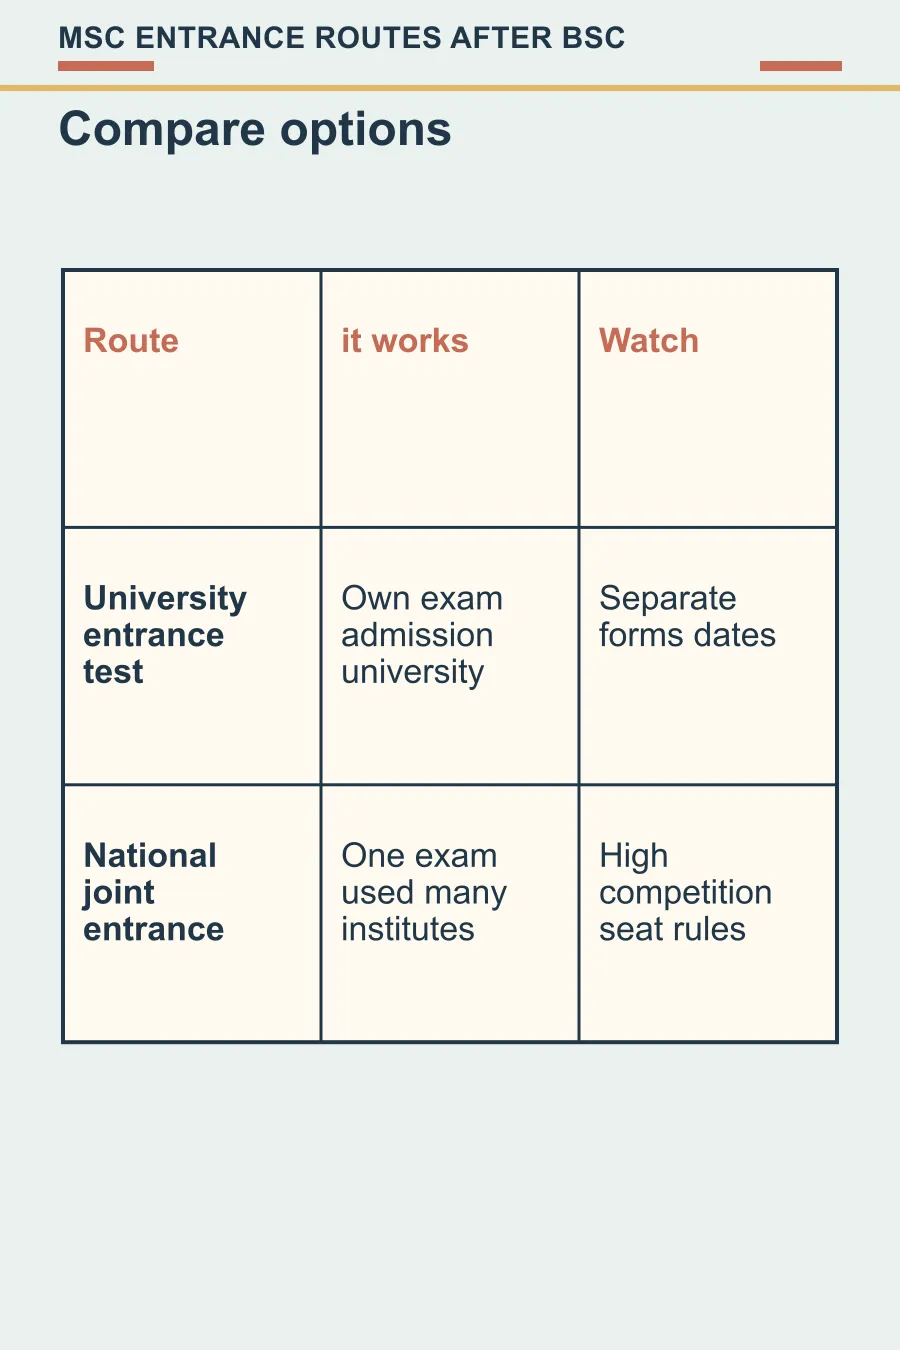 MSC ENTRANCE ROUTES AFTER BSC
Compare options
Route
it works
Watch
University
entrance
test
Own exam
admission
university
Separate
forms dates
National
joint
entrance
One exam
used many
institutes
High
competition
seat rules